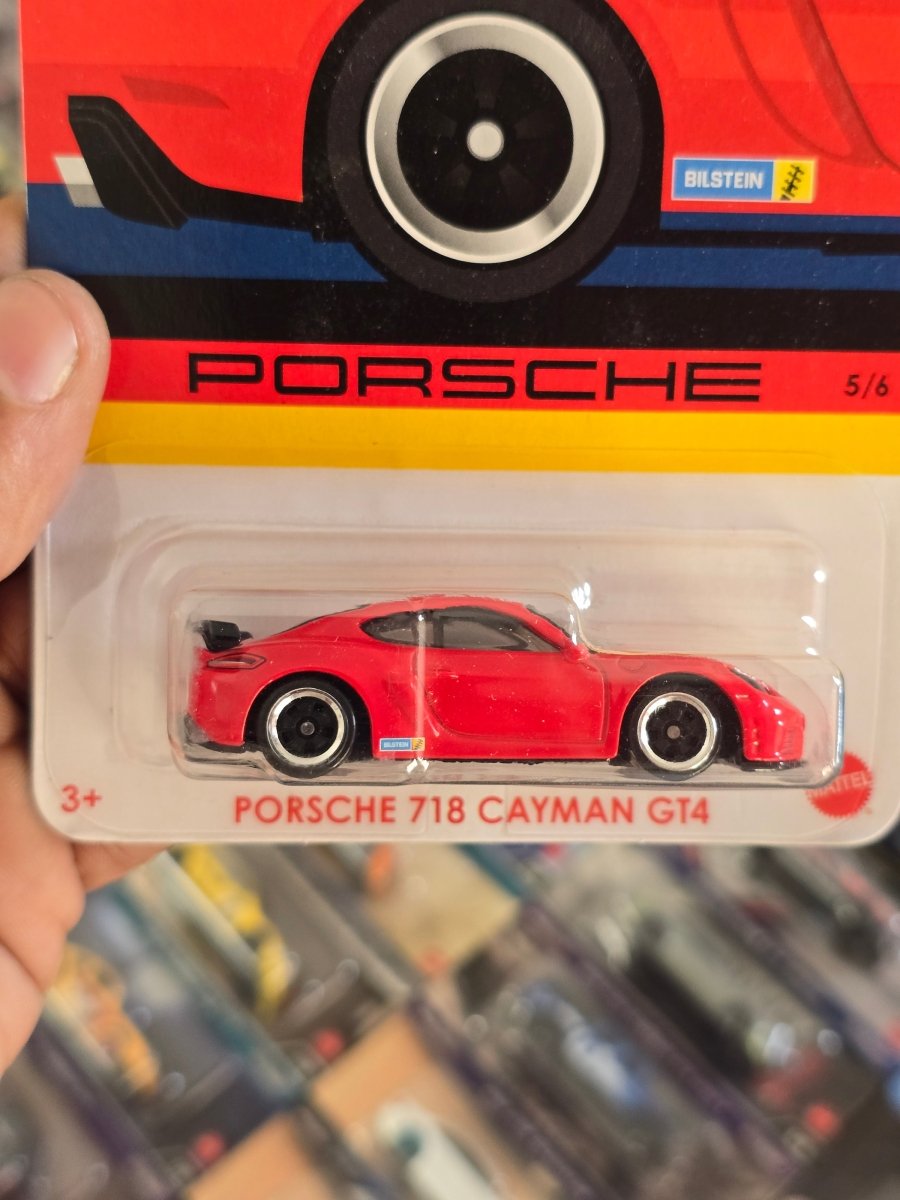 BILSTEIN
PORSCHE
5/6
BILSTEIN
3+
PORSCHE 718 CAYMAN GT4
MATTEL